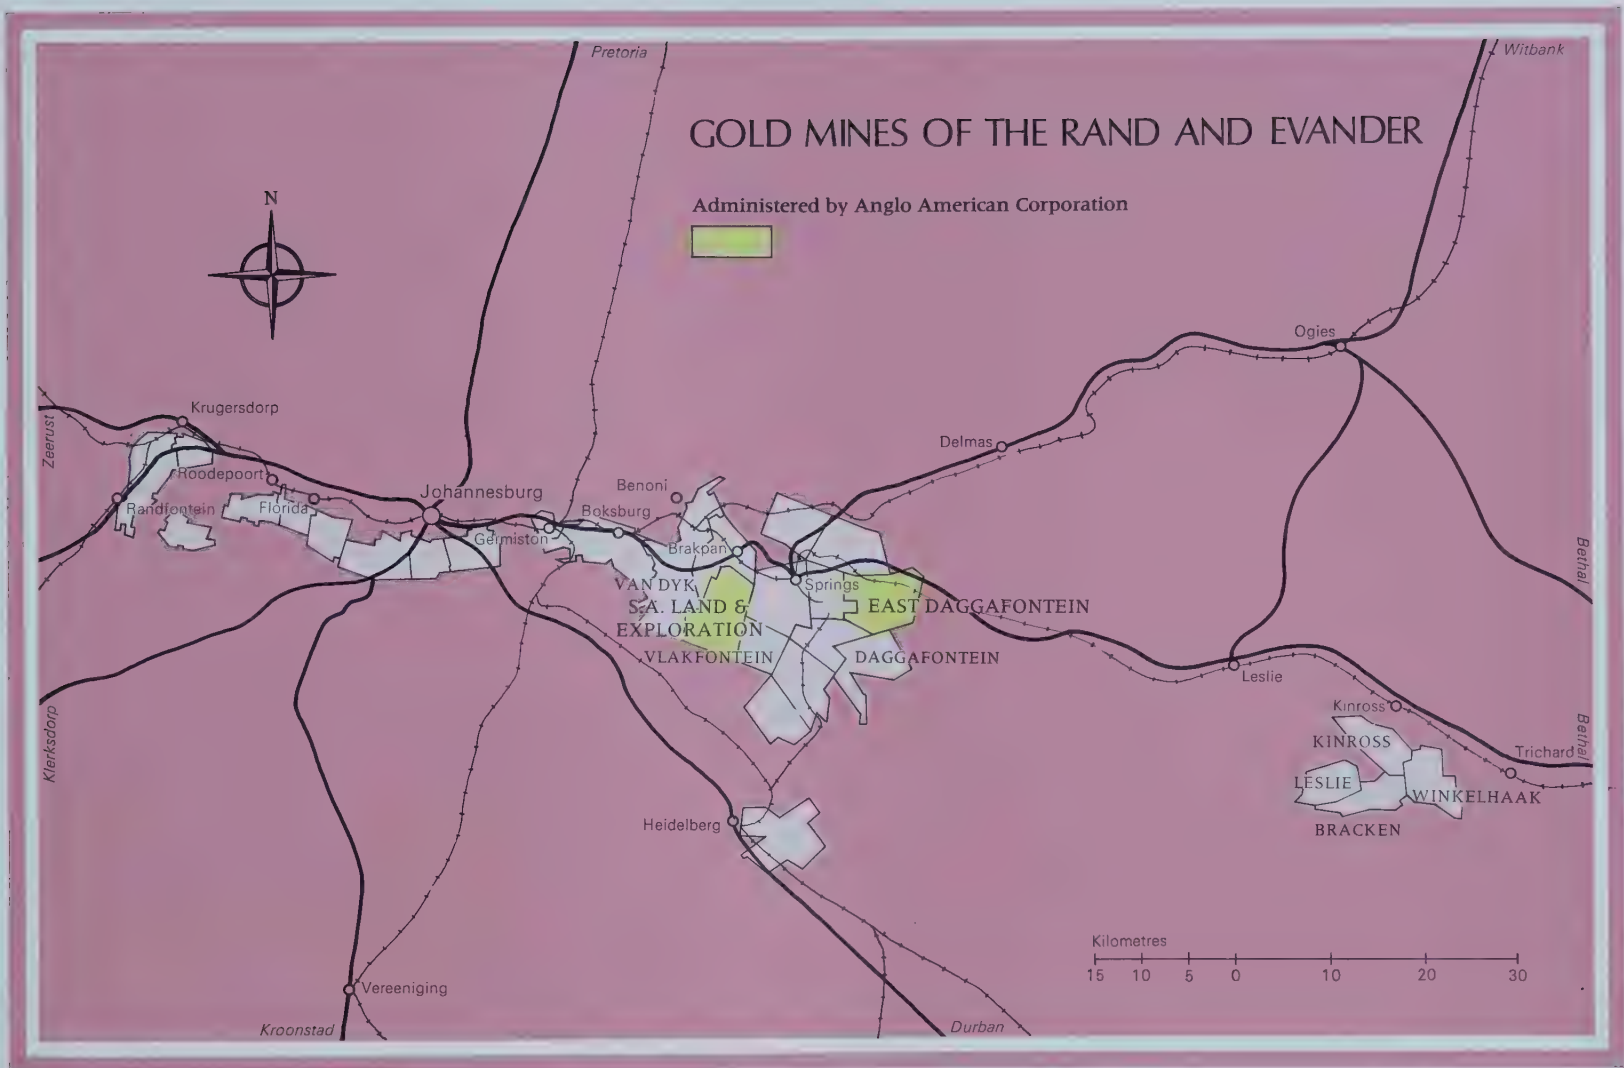 Pretoria
Witbank
GOLD MINES OF THE RAND AND EVANDER
Administered by Anglo American Corporation
N
Ogies
Krugersdorp
Zeerust
Delmas
Roodepoort
Johannesburg
Benoni
Randfontein
Florida
Boksburg
Germiston
Brakpan
Bethal
VAN DYK
Springs
S.A. LAND &
EXPLORATION
EAST DAGGAFONTEIN
VLAKFONTEIN
DAGGAFONTEIN
Leslie
Klerksdorp
Kinross
KINROSS
Bethal
Trichard
LESLIE
WINKELHAAK
Heidelberg
BRACKEN
Kilometres
15 10 5 0 10 20 30
Vereeniging
Kroonstad
Durban